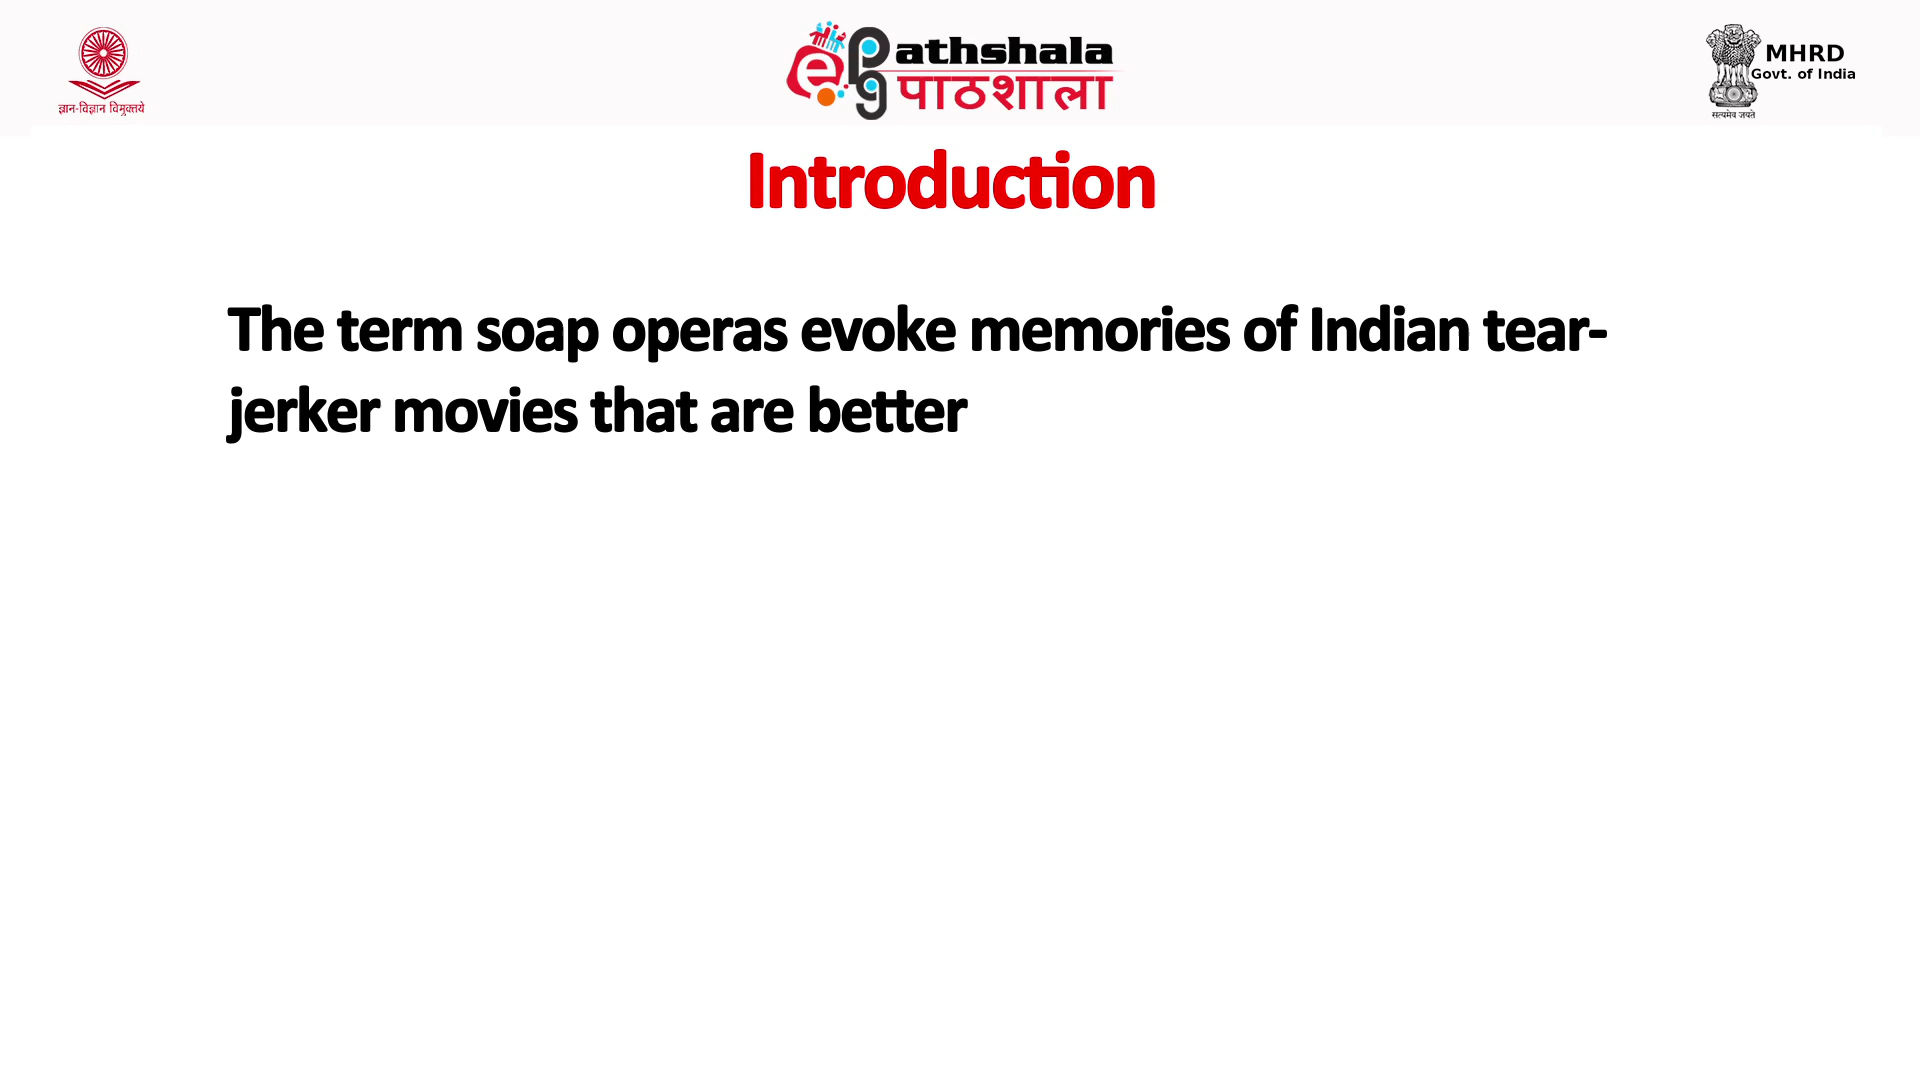 ज्ञान-विज्ञान विमुक्तये
e
PG
athshala
पाठशाला
MHRD
Govt. of India
सत्यमेव जयते
Introduction
The term soap operas evoke memories of Indian tear-
jerker movies that are better